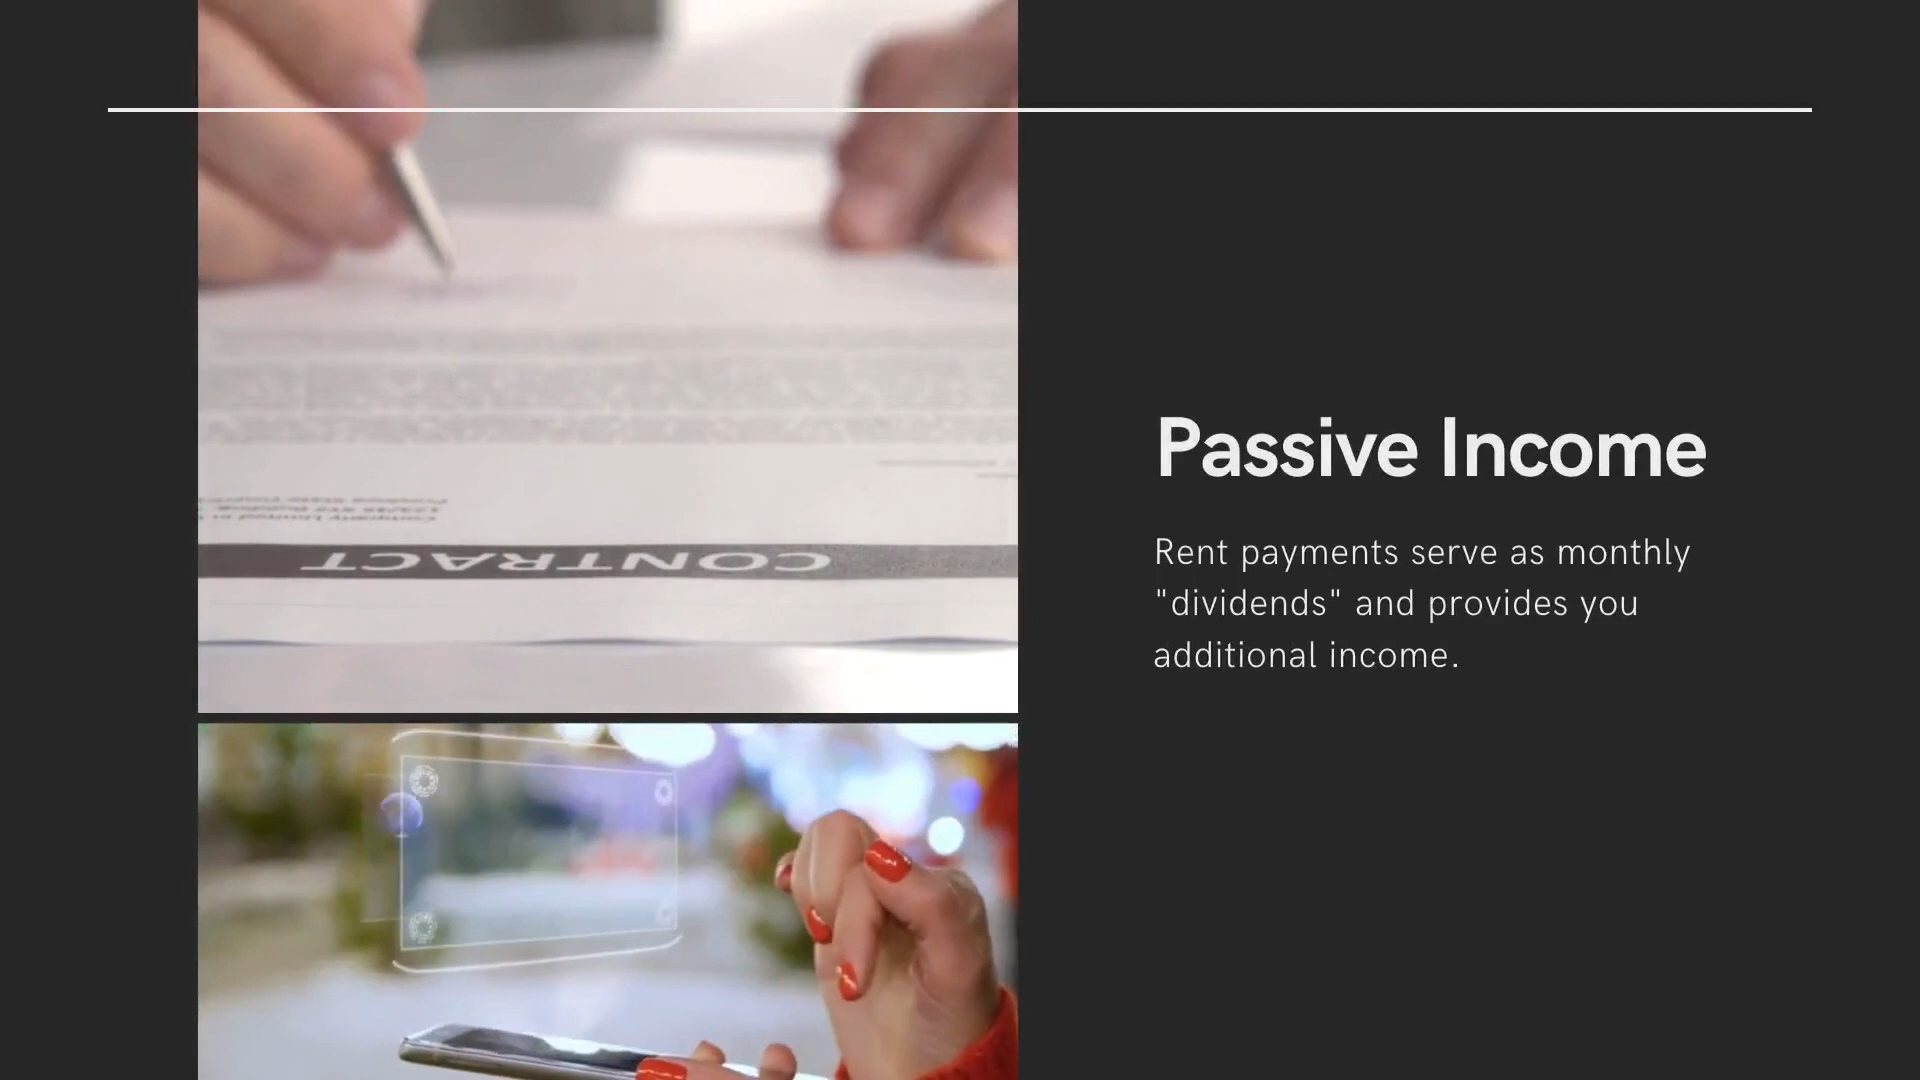 Passive Income
Rent payments serve as monthly
"dividends" and provides you
additional income.
CONTRACT